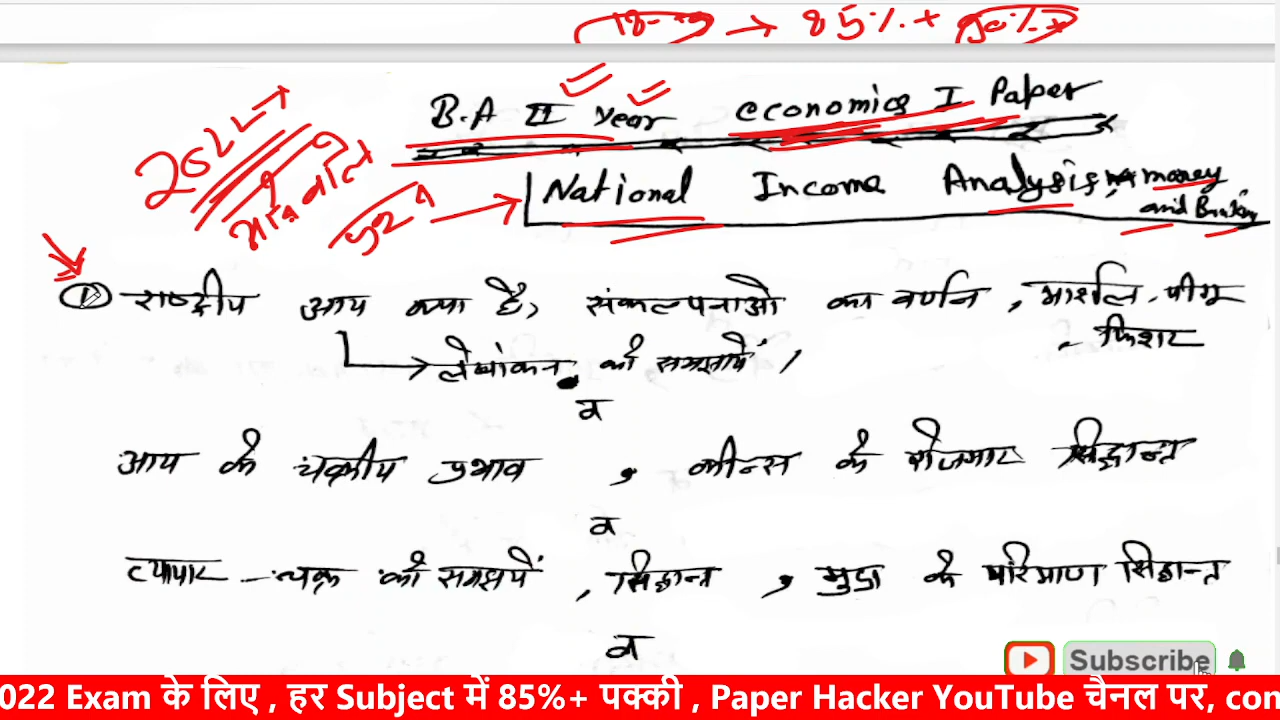 → 85%+
B.A II Year economics I Paper
2022 →
National Income Analysis, money
and Banking
① राष्ट्रीय आय क्या है, संकल्पनाओ का वर्णन, मार्शल, पीगू
- फिशर
→ लेखांकन की समस्यायें,
व
आय के चक्रीय प्रभाव , कीन्स के रोजगार सिद्धान्त
व
व्यापार - चक्र की समस्यें , सिद्धान्त , मुद्रा के परिमाण सिद्धान्त
व
Subscribe
022 Exam के लिए , हर Subject में 85%+ पक्की , Paper Hacker YouTube चैनल पर, con